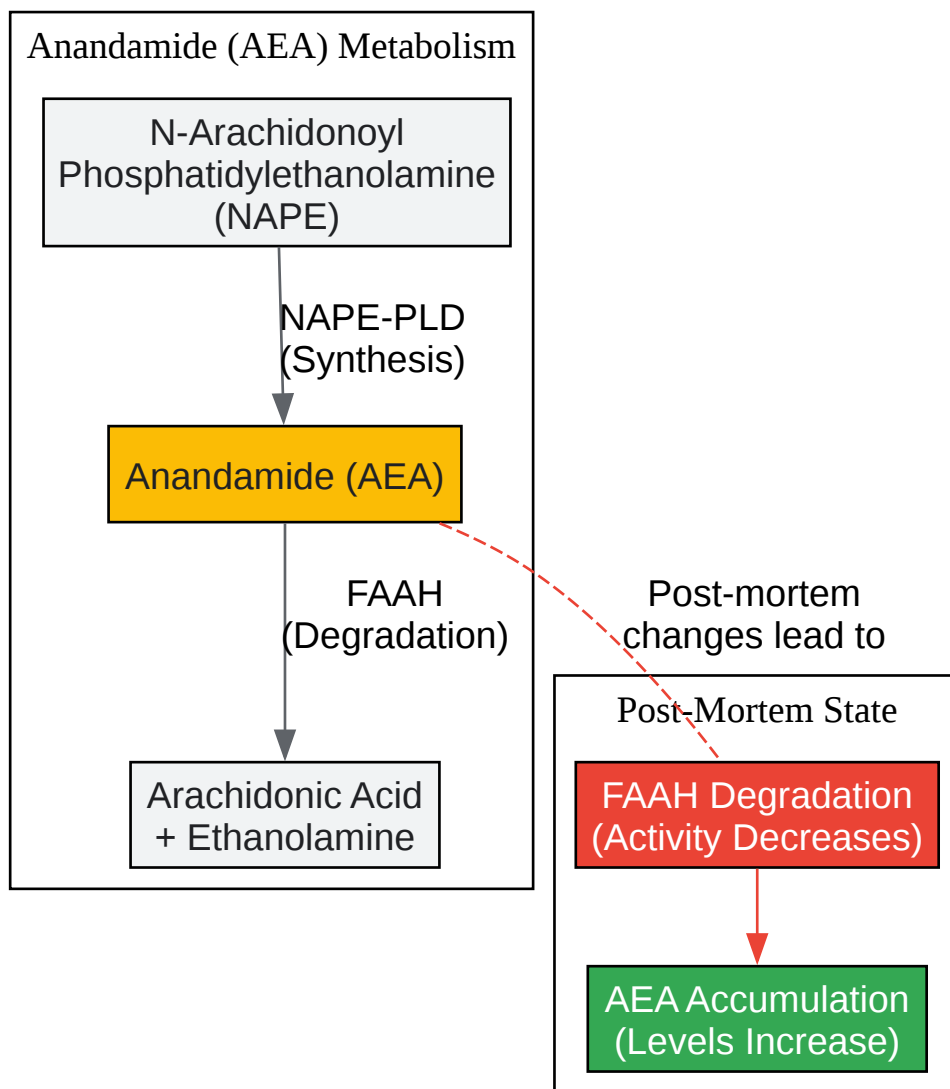 Anandamide (AEA) Metabolism
N-Arachidonoyl
Phosphatidylethanolamine
(NAPE)
NAPE-PLD
(Synthesis)
Anandamide (AEA)
FAAH
(Degradation)
Arachidonic Acid
+ Ethanolamine
Post-mortem
changes lead to
Post-Mortem State
FAAH Degradation
(Activity Decreases)
AEA Accumulation
(Levels Increase)